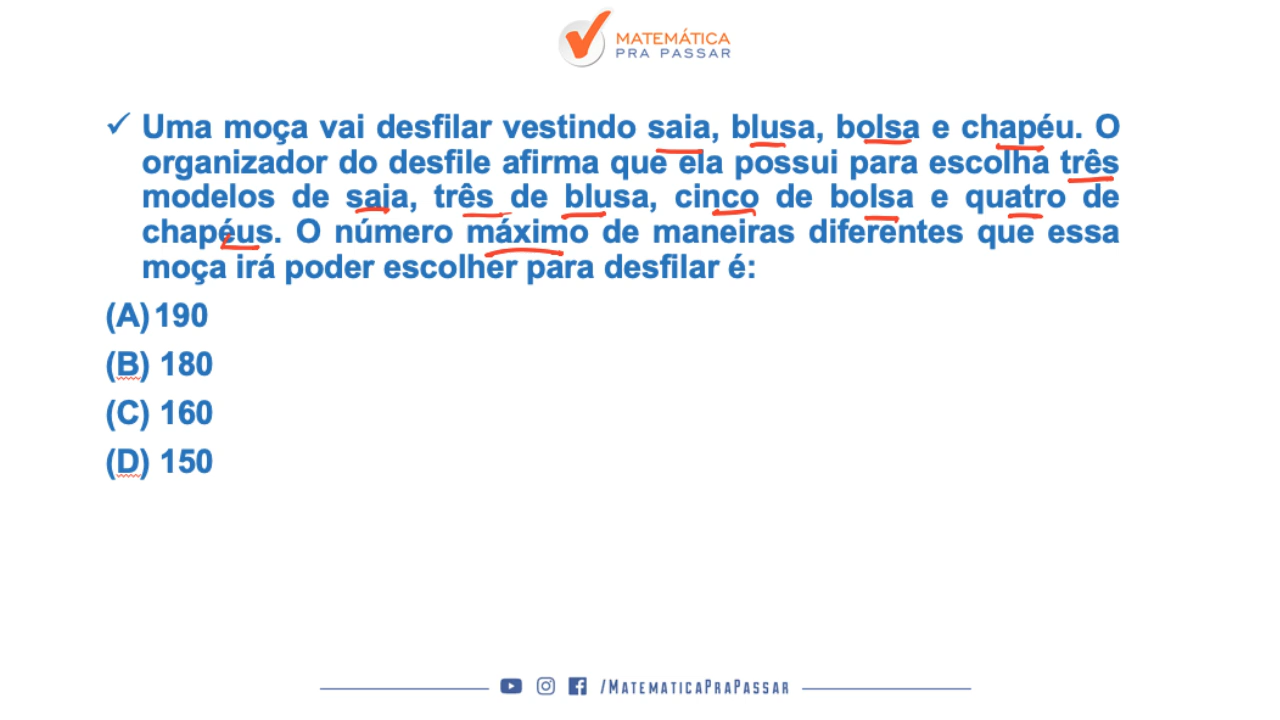 MATEMÁTICA
PRA PASSAR
✓ Uma moça vai desfilar vestindo saia, blusa, bolsa e chapéu. O
organizador do desfile afirma que ela possui para escolha três
modelos de saia, três de blusa, cinco de bolsa e quatro de
chapéus. O número máximo de maneiras diferentes que essa
moça irá poder escolher para desfilar é:
(A) 190
(B) 180
(C) 160
(D) 150
/MATEMATICAPRAPASSAR